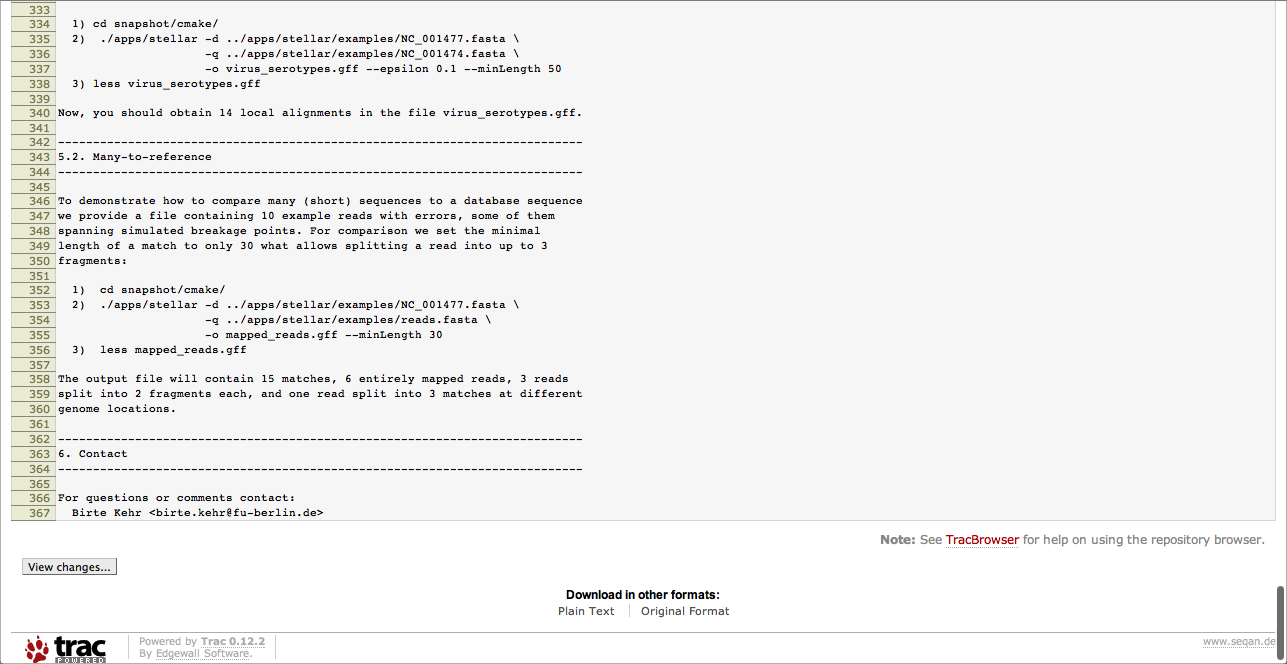 333
334 1) cd snapshot/cmake/
335 2) ./apps/stellar -d ../apps/stellar/examples/NC_001477.fasta \
336 -q ../apps/stellar/examples/NC_001474.fasta \
337 -o virus_serotypes.gff --epsilon 0.1 --minLength 50
338 3) less virus_serotypes.gff
339
340 Now, you should obtain 14 local alignments in the file virus_serotypes.gff.
341
342 ---------------------------------------------------------------------------
343 5.2. Many-to-reference
344 ---------------------------------------------------------------------------
345
346 To demonstrate how to compare many (short) sequences to a database sequence
347 we provide a file containing 10 example reads with errors, some of them
348 spanning simulated breakage points. For comparison we set the minimal
349 length of a match to only 30 what allows splitting a read into up to 3
350 fragments:
351
352 1) cd snapshot/cmake/
353 2) ./apps/stellar -d ../apps/stellar/examples/NC_001477.fasta \
354 -q ../apps/stellar/examples/reads.fasta \
355 -o mapped_reads.gff --minLength 30
356 3) less mapped_reads.gff
357
358 The output file will contain 15 matches, 6 entirely mapped reads, 3 reads
359 split into 2 fragments each, and one read split into 3 matches at different
360 genome locations.
361
362 ---------------------------------------------------------------------------
363 6. Contact
364 ---------------------------------------------------------------------------
365
366 For questions or comments contact:
367 Birte Kehr <birte.kehr@fu-berlin.de>
Note: See TracBrowser for help on using the repository browser.
View changes...
Download in other formats:
Plain Text Original Format
trac POWERED
Powered by Trac 0.12.2
By Edgewall Software.
www.seqan.de